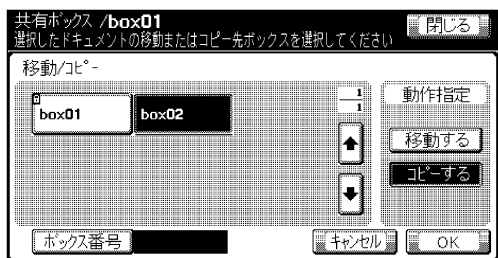 共有ボックス /box01
閉じる
選択したドキュメントの移動またはコピー先ボックスを選択してください
移動/ｺﾋﾟｰ
動作指定
box01
box02
1
1
移動する
ｺﾋﾟｰする
ﾎﾞｯｸｽ番号
ｷｬﾝｾﾙ
OK